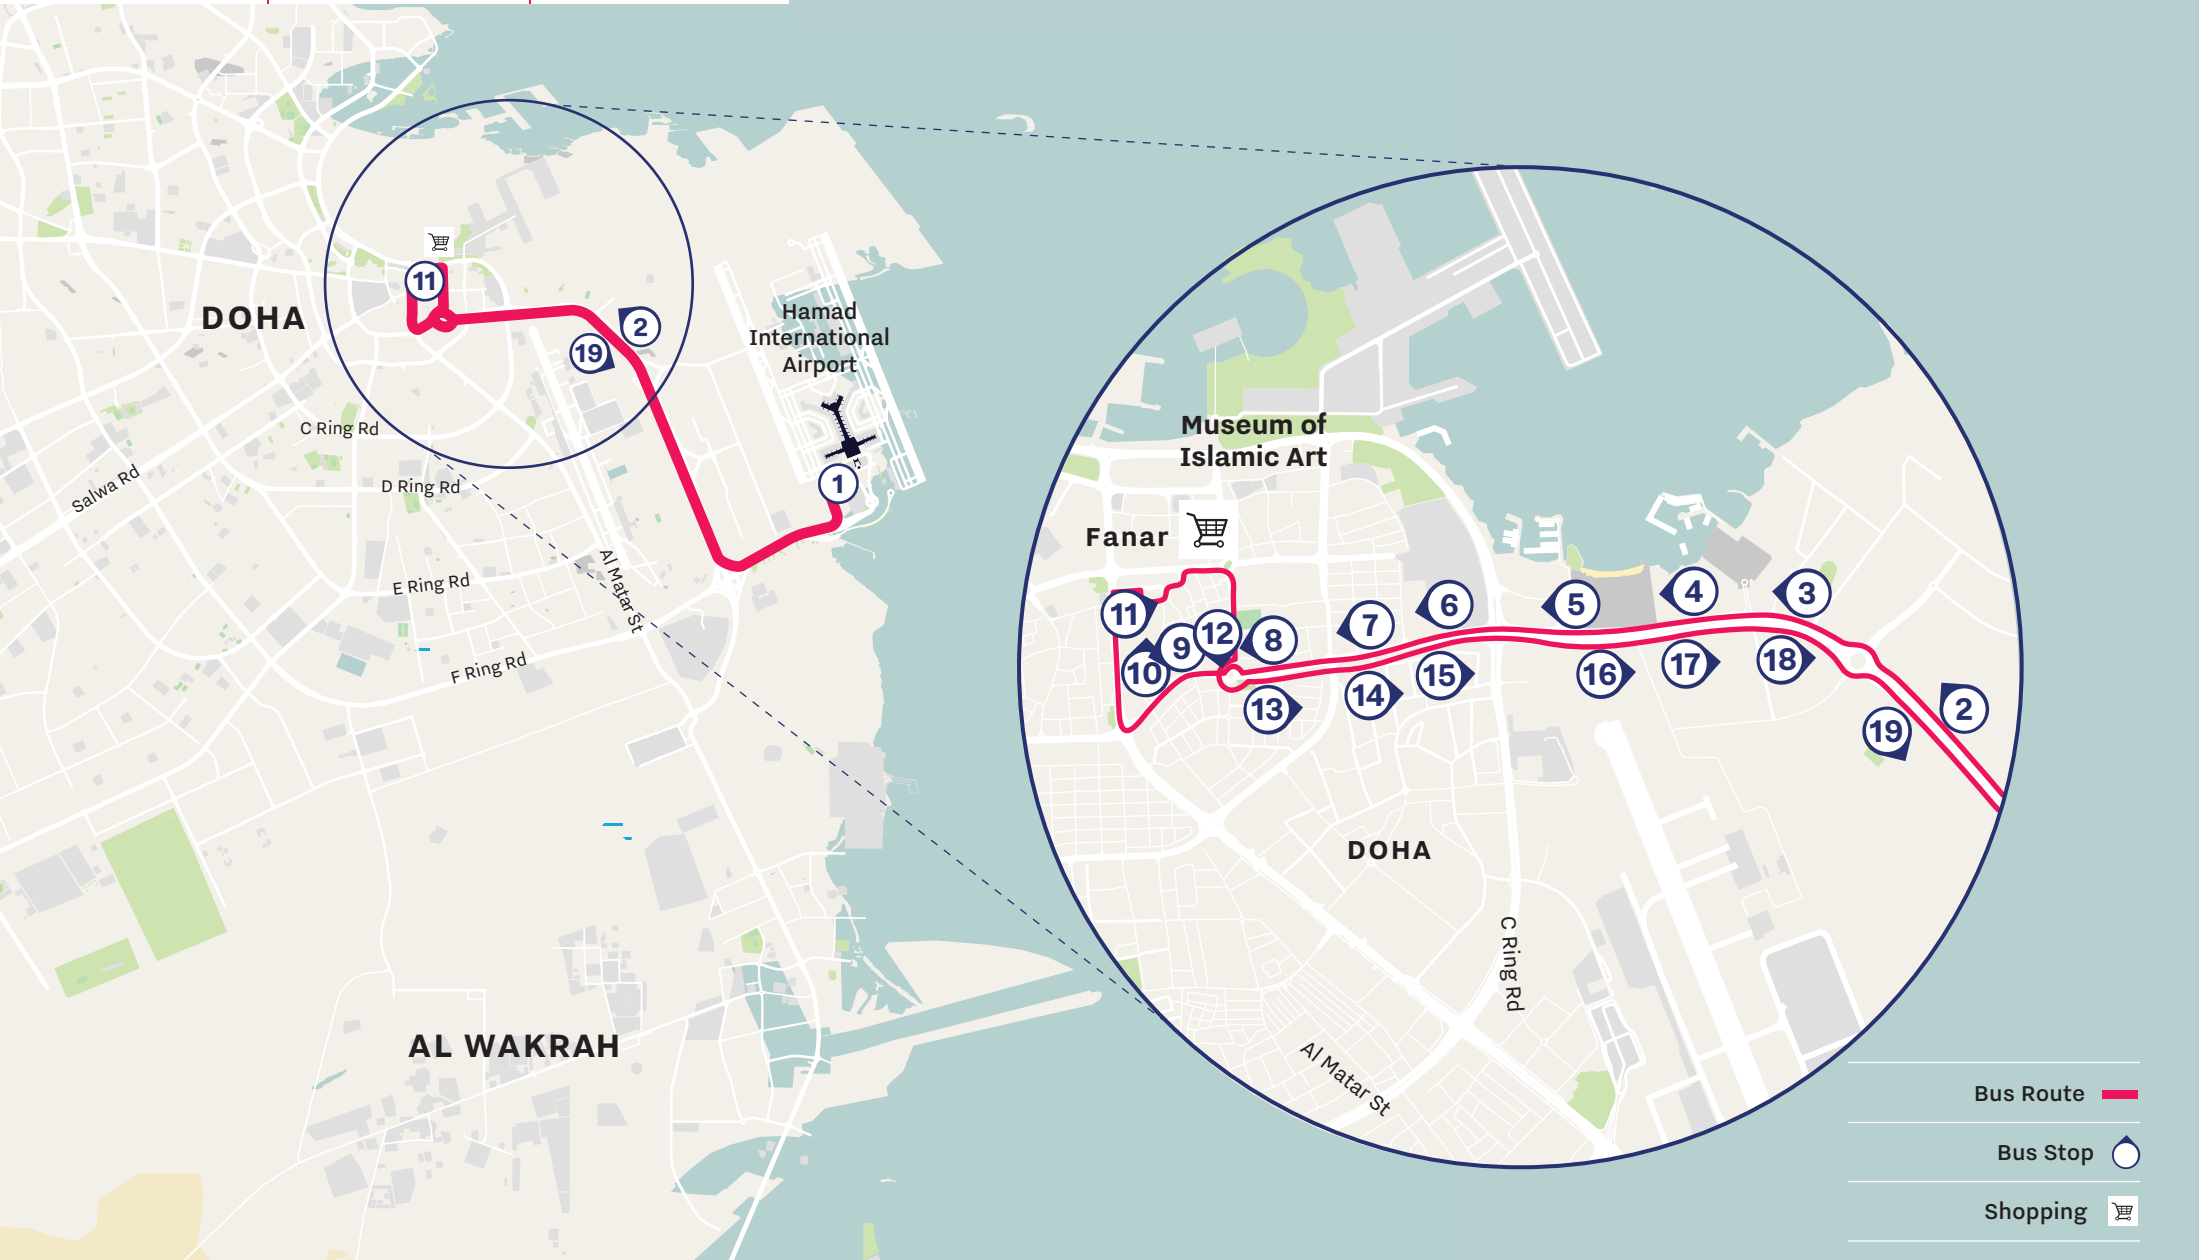 11
DOHA
2
19
Hamad
International
Airport
1
C Ring Rd
D Ring Rd
Salwa Rd
E Ring Rd
Al Matar St
F Ring Rd
AL WAKRAH
Museum of
Islamic Art
Fanar
11
10
9
12
8
7
6
5
4
3
2
13
14
15
16
17
18
19
DOHA
C Ring Rd
Al Matar St
Bus Route
Bus Stop
Shopping